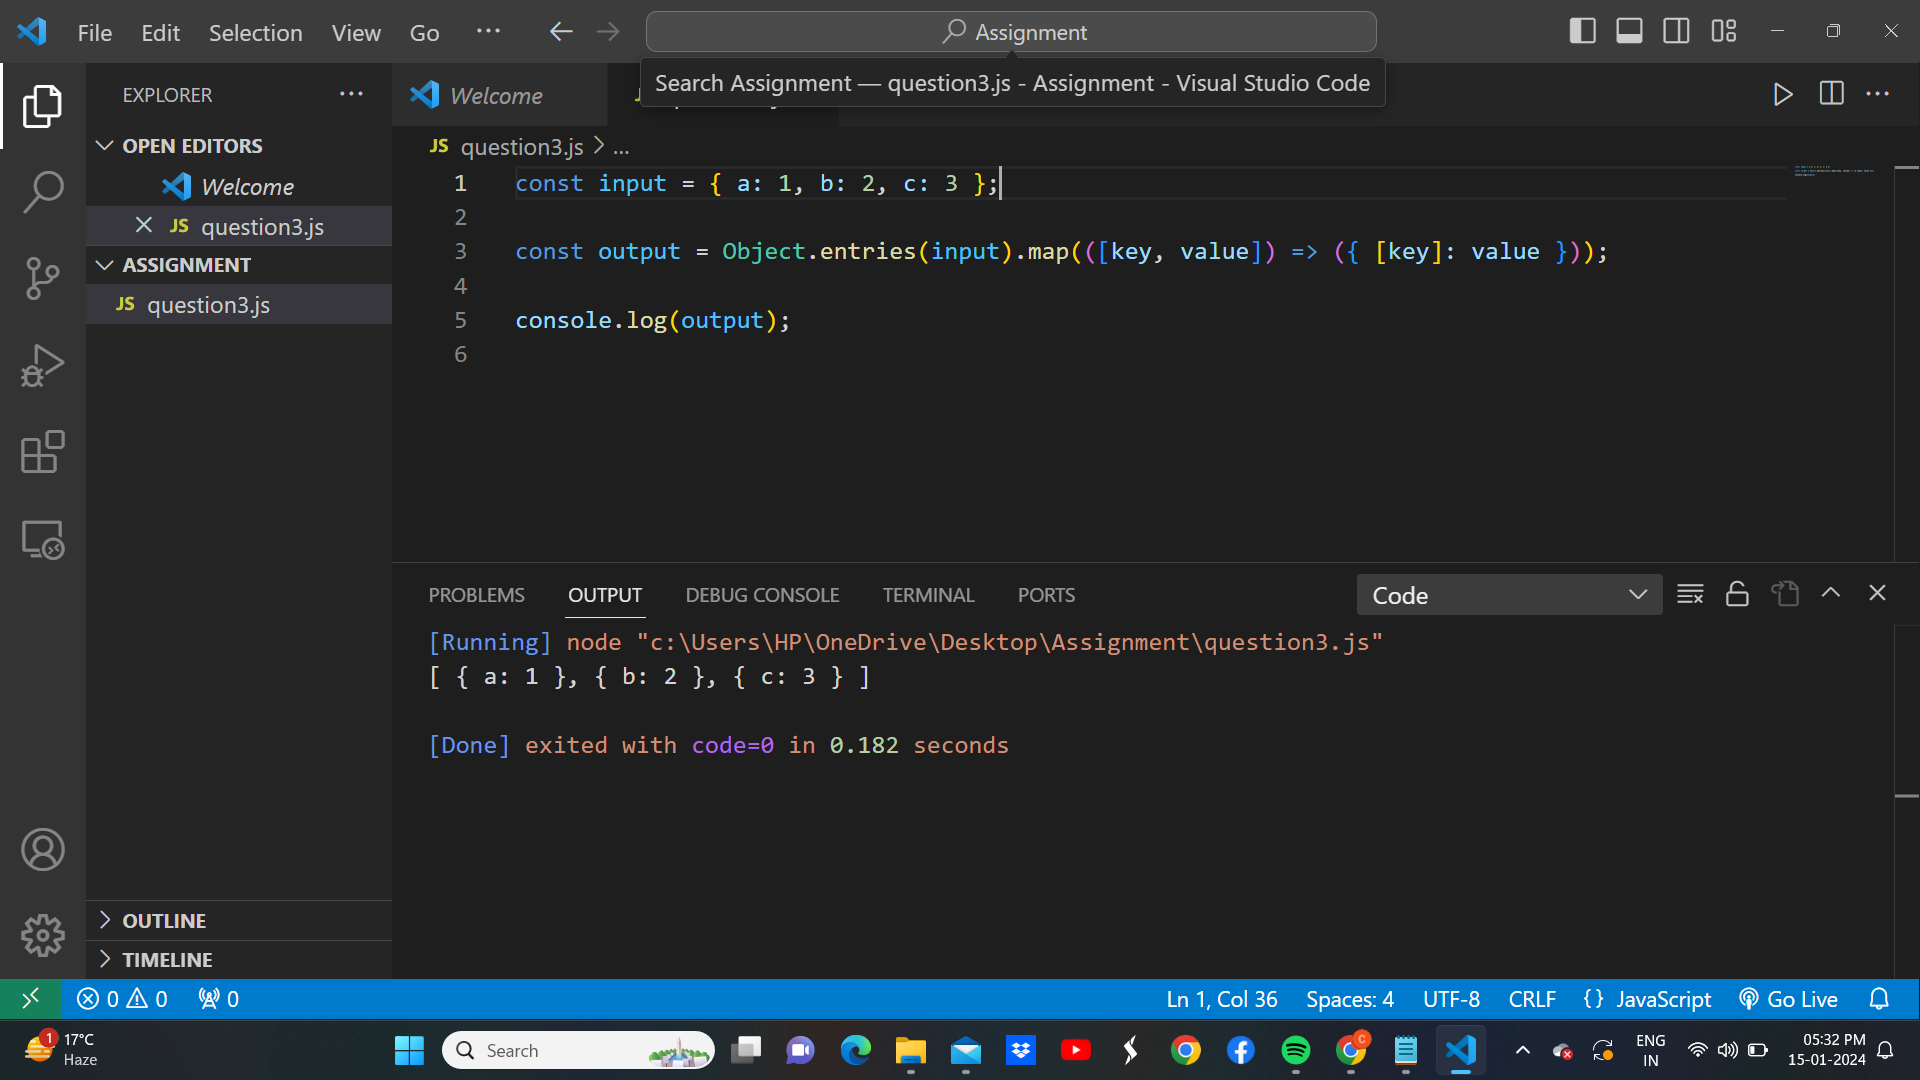 File Edit Selection View Go ...
Assignment
Search Assignment — question3.js - Assignment - Visual Studio Code
EXPLORER
Welcome
OPEN EDITORS
Welcome
JS question3.js
ASSIGNMENT
JS question3.js
OUTLINE
TIMELINE
JS question3.js > ...
1 const input = { a: 1, b: 2, c: 3 };
2
3 const output = Object.entries(input).map(([key, value]) => ({ [key]: value }));
4
5 console.log(output);
6
PROBLEMS OUTPUT DEBUG CONSOLE TERMINAL PORTS
Code
[Running] node "c:\Users\HP\OneDrive\Desktop\Assignment\question3.js"
[ { a: 1 }, { b: 2 }, { c: 3 } ]
[Done] exited with code=0 in 0.182 seconds
0 0 0
Ln 1, Col 36 Spaces: 4 UTF-8 CRLF {} JavaScript Go Live
1
17°C
Haze
Search
C
ENG
IN
05:32 PM
15-01-2024